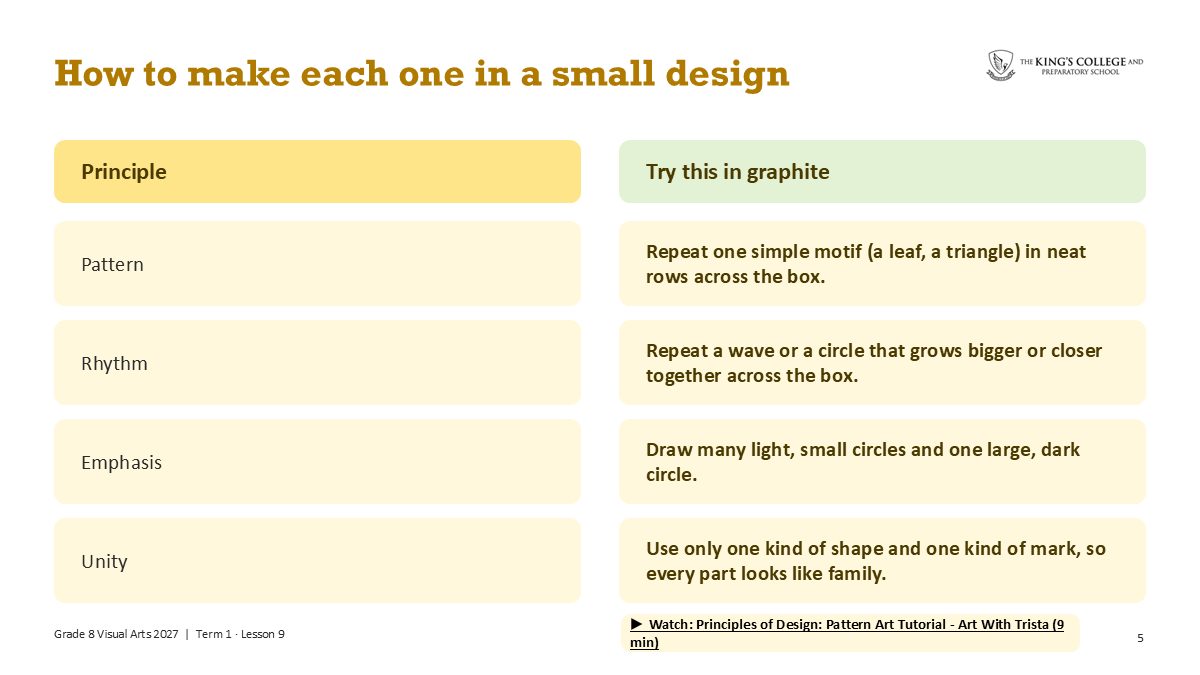 How to make each one in a small design
THE KING'S COLLEGE AND
PREPARATORY SCHOOL
Principle
Try this in graphite
Pattern
Repeat one simple motif (a leaf, a triangle) in neat
rows across the box.
Rhythm
Repeat a wave or a circle that grows bigger or closer
together across the box.
Emphasis
Draw many light, small circles and one large, dark
circle.
Unity
Use only one kind of shape and one kind of mark, so
every part looks like family.
Grade 8 Visual Arts 2027 | Term 1 · Lesson 9
▶ Watch: Principles of Design: Pattern Art Tutorial - Art With Trista (9
min)
5